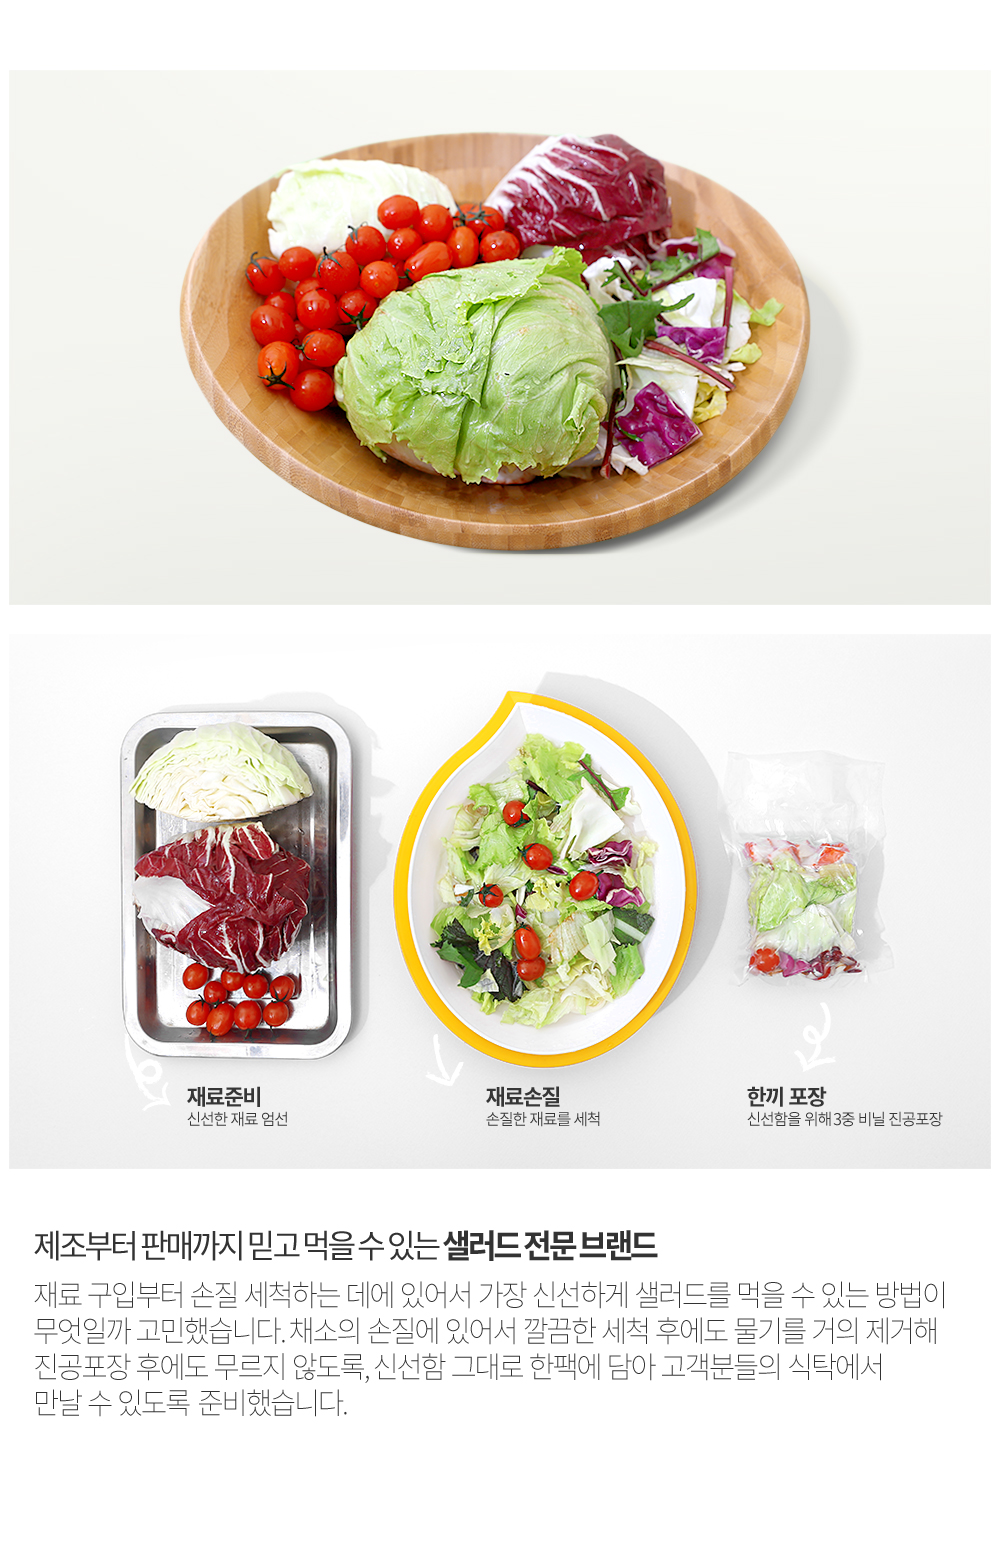 재료준비
신선한 재료 엄선
재료손질
손질한 재료를 세척
한끼 포장
신선함을 위해 3중 비닐 진공포장
제조부터 판매까지 믿고 먹을 수 있는 샐러드 전문 브랜드
재료 구입부터 손질 세척하는 데에 있어서 가장 신선하게 샐러드를 먹을 수 있는 방법이
무엇일까 고민했습니다. 채소의 손질에 있어서 깔끔한 세척 후에도 물기를 거의 제거해
진공포장 후에도 무르지 않도록, 신선함 그대로 한팩에 담아 고객분들의 식탁에서
만날 수 있도록 준비했습니다.